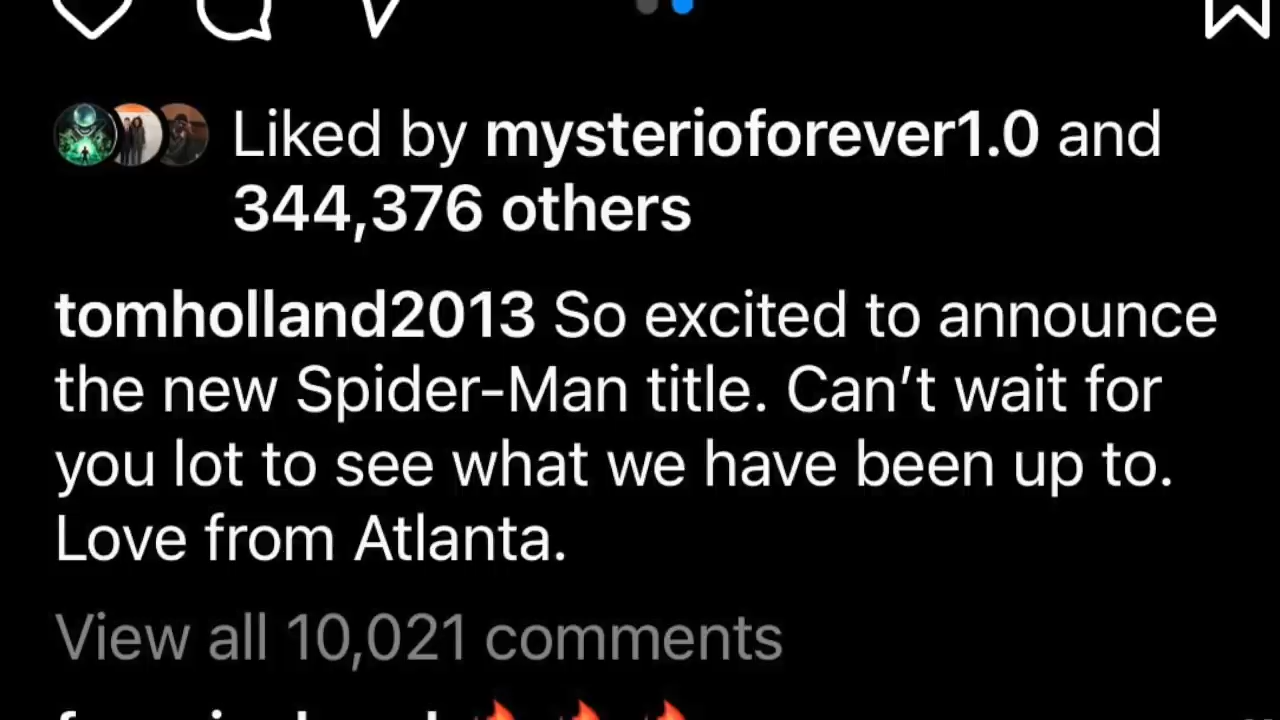 Liked by mysterioforever1.0 and
344,376 others
tomholland2013 So excited to announce
the new Spider-Man title. Can’t wait for
you lot to see what we have been up to.
Love from Atlanta.
View all 10,021 comments